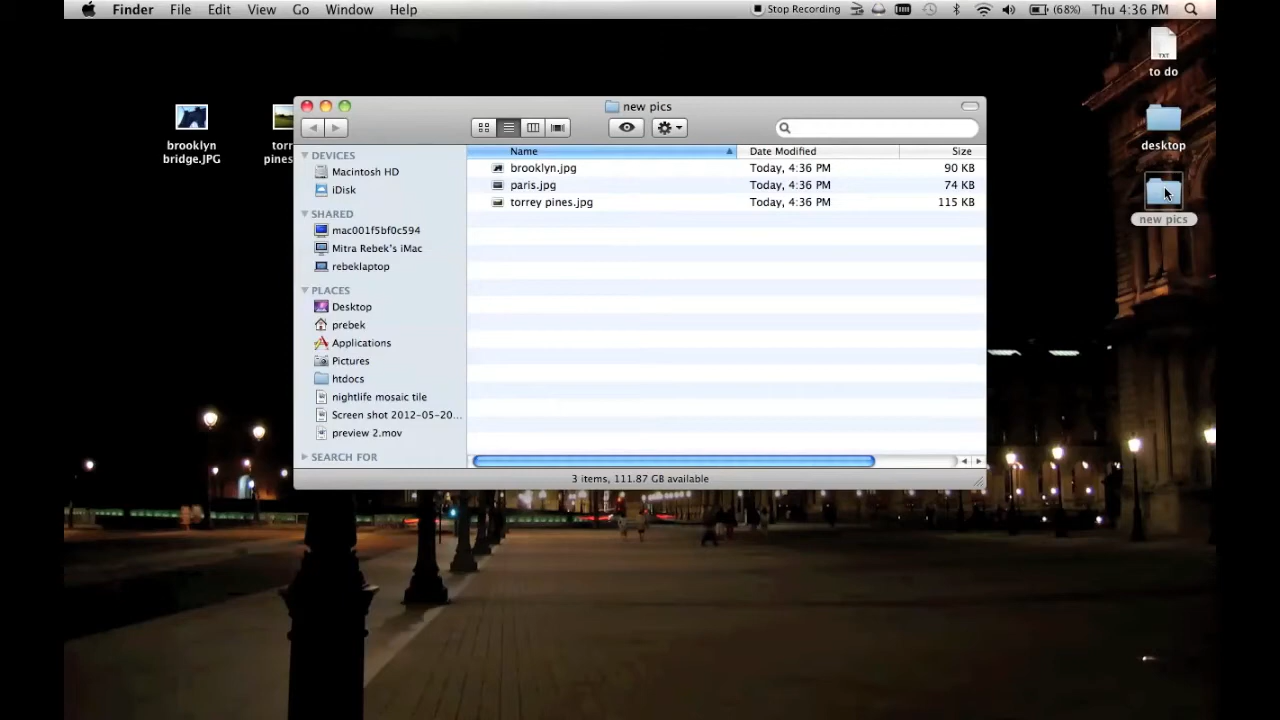 Finder File Edit View Go Window Help Stop Recording (68%) Thu 4:36 PM
TXT
to do
desktop
new pics
brooklyn
bridge.JPG
torr
pines
new pics
Name Date Modified Size
brooklyn.jpg Today, 4:36 PM 90 KB
paris.jpg Today, 4:36 PM 74 KB
torrey pines.jpg Today, 4:36 PM 115 KB
DEVICES
Macintosh HD
iDisk
SHARED
mac001f5bf0c594
Mitra Rebek's iMac
rebeklaptop
PLACES
Desktop
prebek
Applications
Pictures
htdocs
nightlife mosaic tile
Screen shot 2012-05-20...
preview 2.mov
SEARCH FOR
3 items, 111.87 GB available